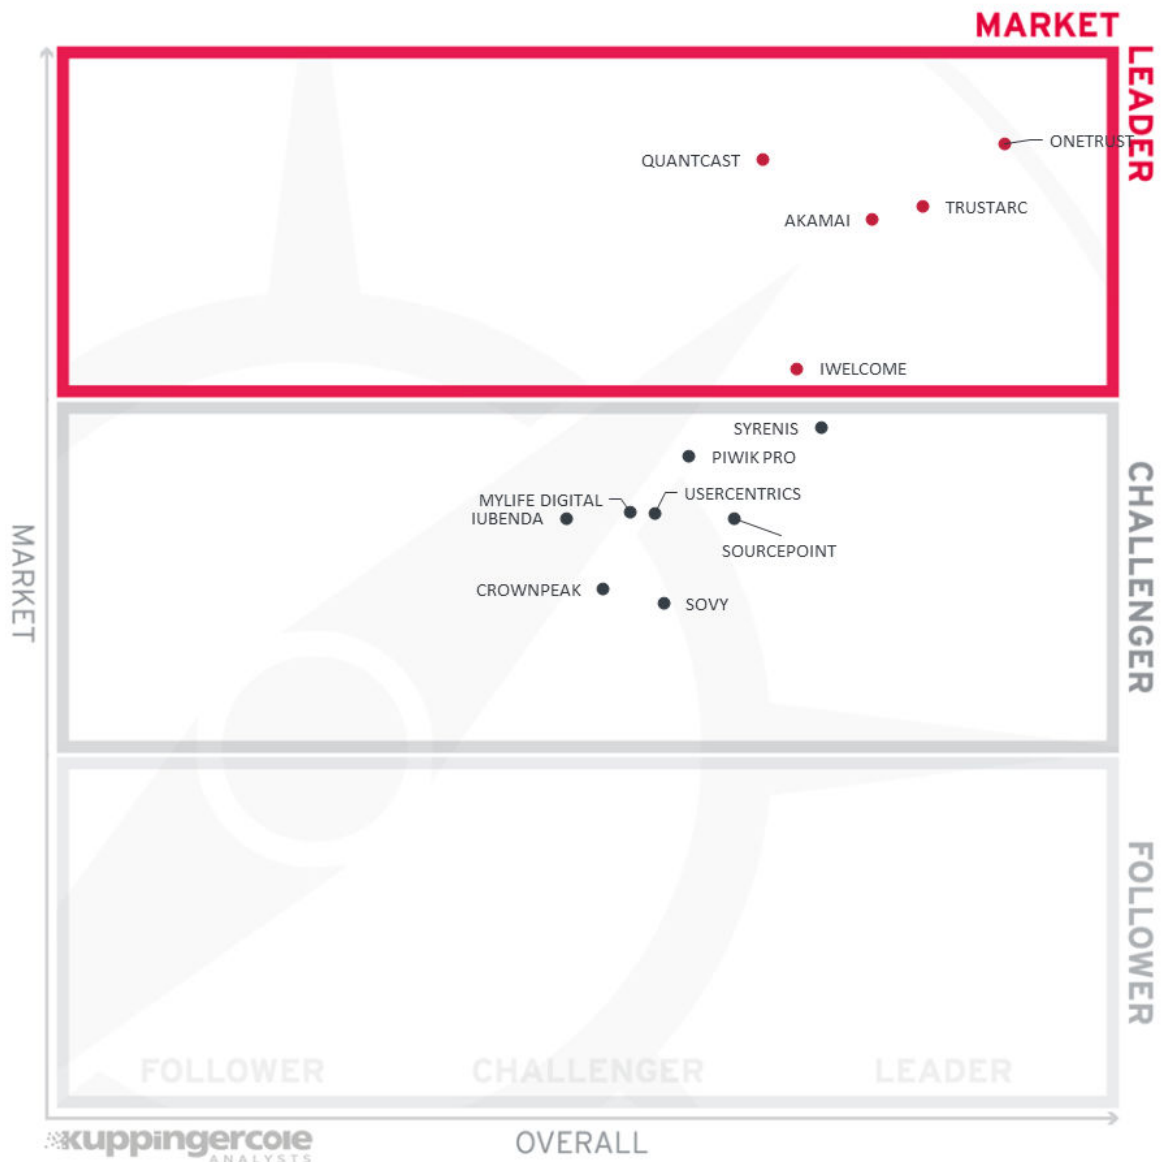 MARKET
LEADER
ONETRUST
QUANTCAST
TRUSTARC
AKAMAI
IWELCOME
SYRENIS
PIWIK PRO
CHALLENGER
USERCENTRICS
MYLIFE DIGITAL
IUBENDA
SOURCEPOINT
MARKET
CROWNPEAK
SOVY
FOLLOWER
FOLLOWER CHALLENGER LEADER
kuppingercole
ANALYSTS
OVERALL